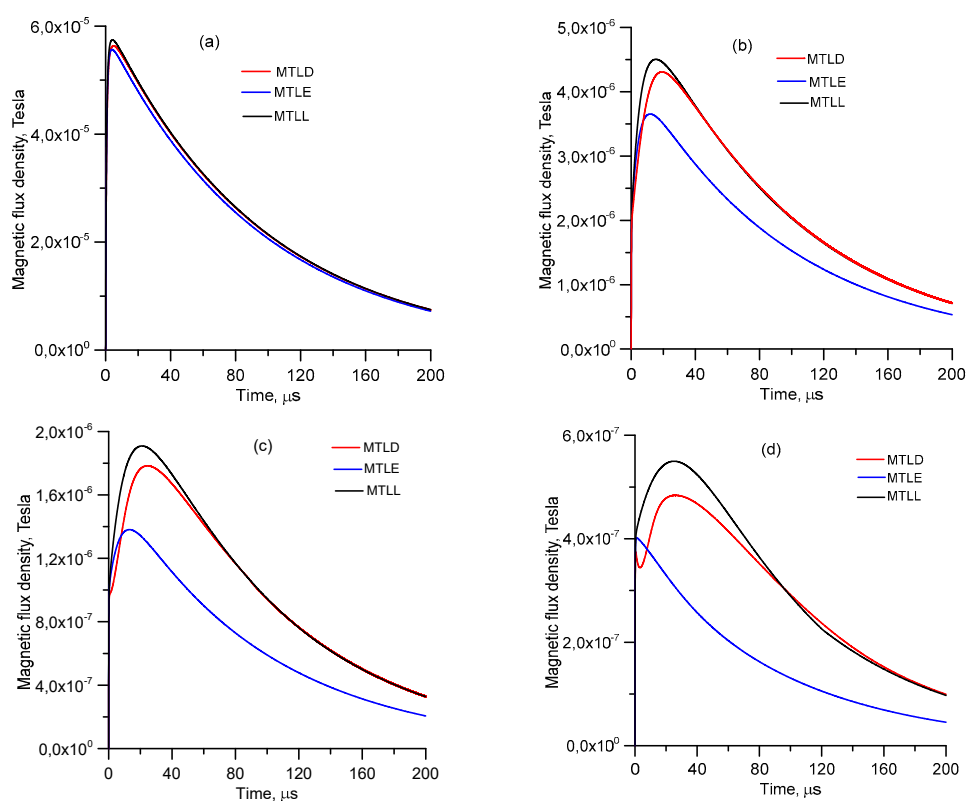 (a)
MTLD
MTLE
MTLL
6,0x10⁻⁵
4,0x10⁻⁵
2,0x10⁻⁵
0,0x10⁰
Magnetic flux density, Tesla
0 40 80 120 160 200
Time, μs
(b)
MTLD
MTLE
MTLL
5,0x10⁻⁶
4,0x10⁻⁶
3,0x10⁻⁶
2,0x10⁻⁶
1,0x10⁻⁶
0,0x10⁰
Magnetic flux density, Tesla
0 40 80 120 160 200
Time, μs
(c)
MTLD
MTLE
MTLL
2,0x10⁻⁶
1,6x10⁻⁶
1,2x10⁻⁶
8,0x10⁻⁷
4,0x10⁻⁷
0,0x10⁰
Magnetic flux density, Tesla
0 40 80 120 160 200
Time, μs
(d)
MTLD
MTLE
MTLL
6,0x10⁻⁷
4,0x10⁻⁷
2,0x10⁻⁷
0,0x10⁰
Magnetic flux density, Tesla
0 40 80 120 160 200
Time, μs